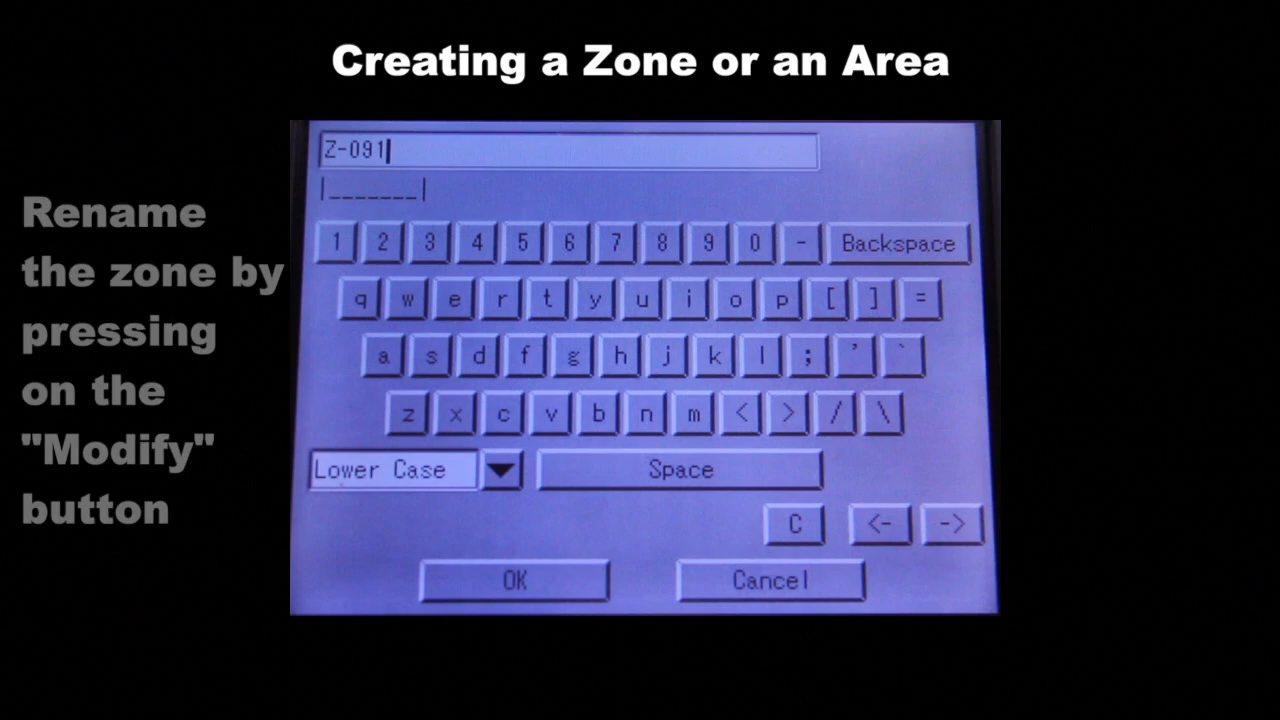 Creating a Zone or an Area
Rename
the zone by
pressing
on the
"Modify"
button
Z-091
|_______|
1 2 3 4 5 6 7 8 9 0 - Backspace
q w e r t y u i o p [ ] =
a s d f g h j k l ; ' `
z x c v b n m < > / \
Lower Case Space
C <- ->
OK Cancel